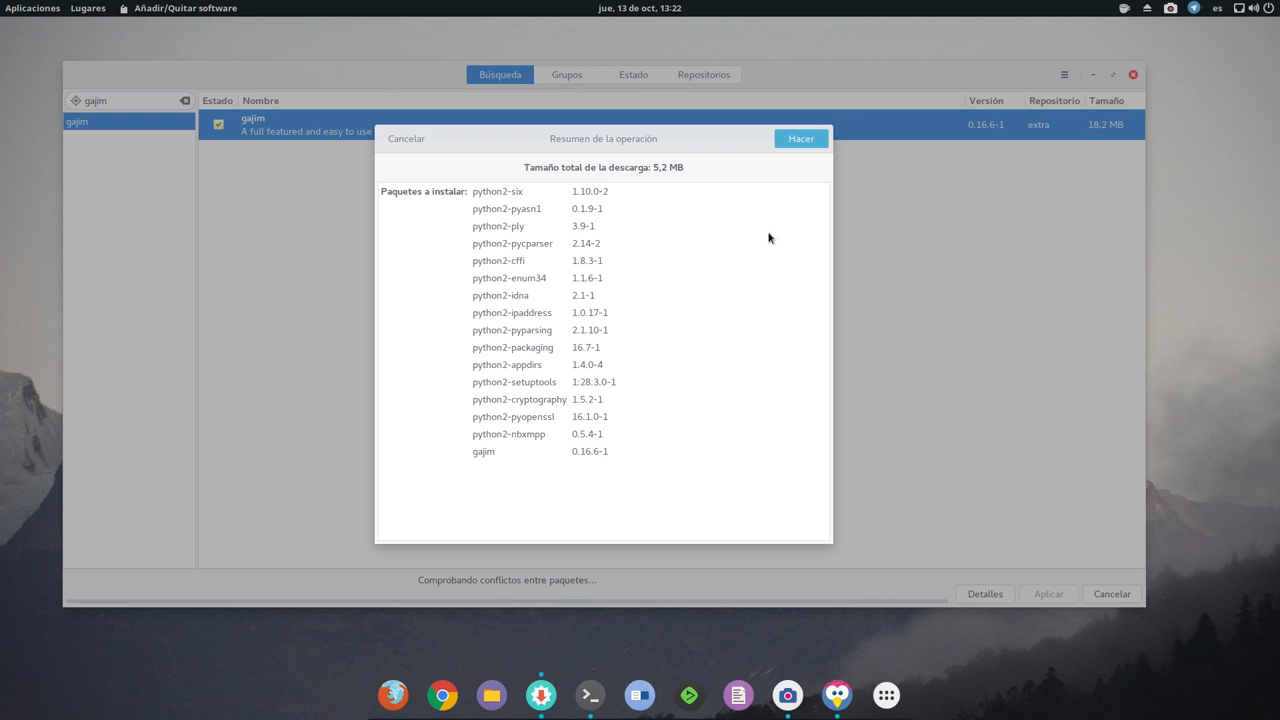 Aplicaciones Lugares Añadir/Quitar software jue, 13 de oct, 13:22 es
Búsqueda Grupos Estado Repositorios
gajim Estado Nombre Versión Repositorio Tamaño
gajim gajim 0.16.6-1 extra 18,2 MB
A full featured and easy to use
Cancelar Resumen de la operación Hacer
Tamaño total de la descarga: 5,2 MB
Paquetes a instalar: python2-six 1.10.0-2
python2-pyasn1 0.1.9-1
python2-ply 3.9-1
python2-pycparser 2.14-2
python2-cffi 1.8.3-1
python2-enum34 1.1.6-1
python2-idna 2.1-1
python2-ipaddress 1.0.17-1
python2-pyparsing 2.1.10-1
python2-packaging 16.7-1
python2-appdirs 1.4.0-4
python2-setuptools 1:28.3.0-1
python2-cryptography 1.5.2-1
python2-pyopenssl 16.1.0-1
python2-nbxmpp 0.5.4-1
gajim 0.16.6-1
Comprobando conflictos entre paquetes...
Detalles Aplicar Cancelar